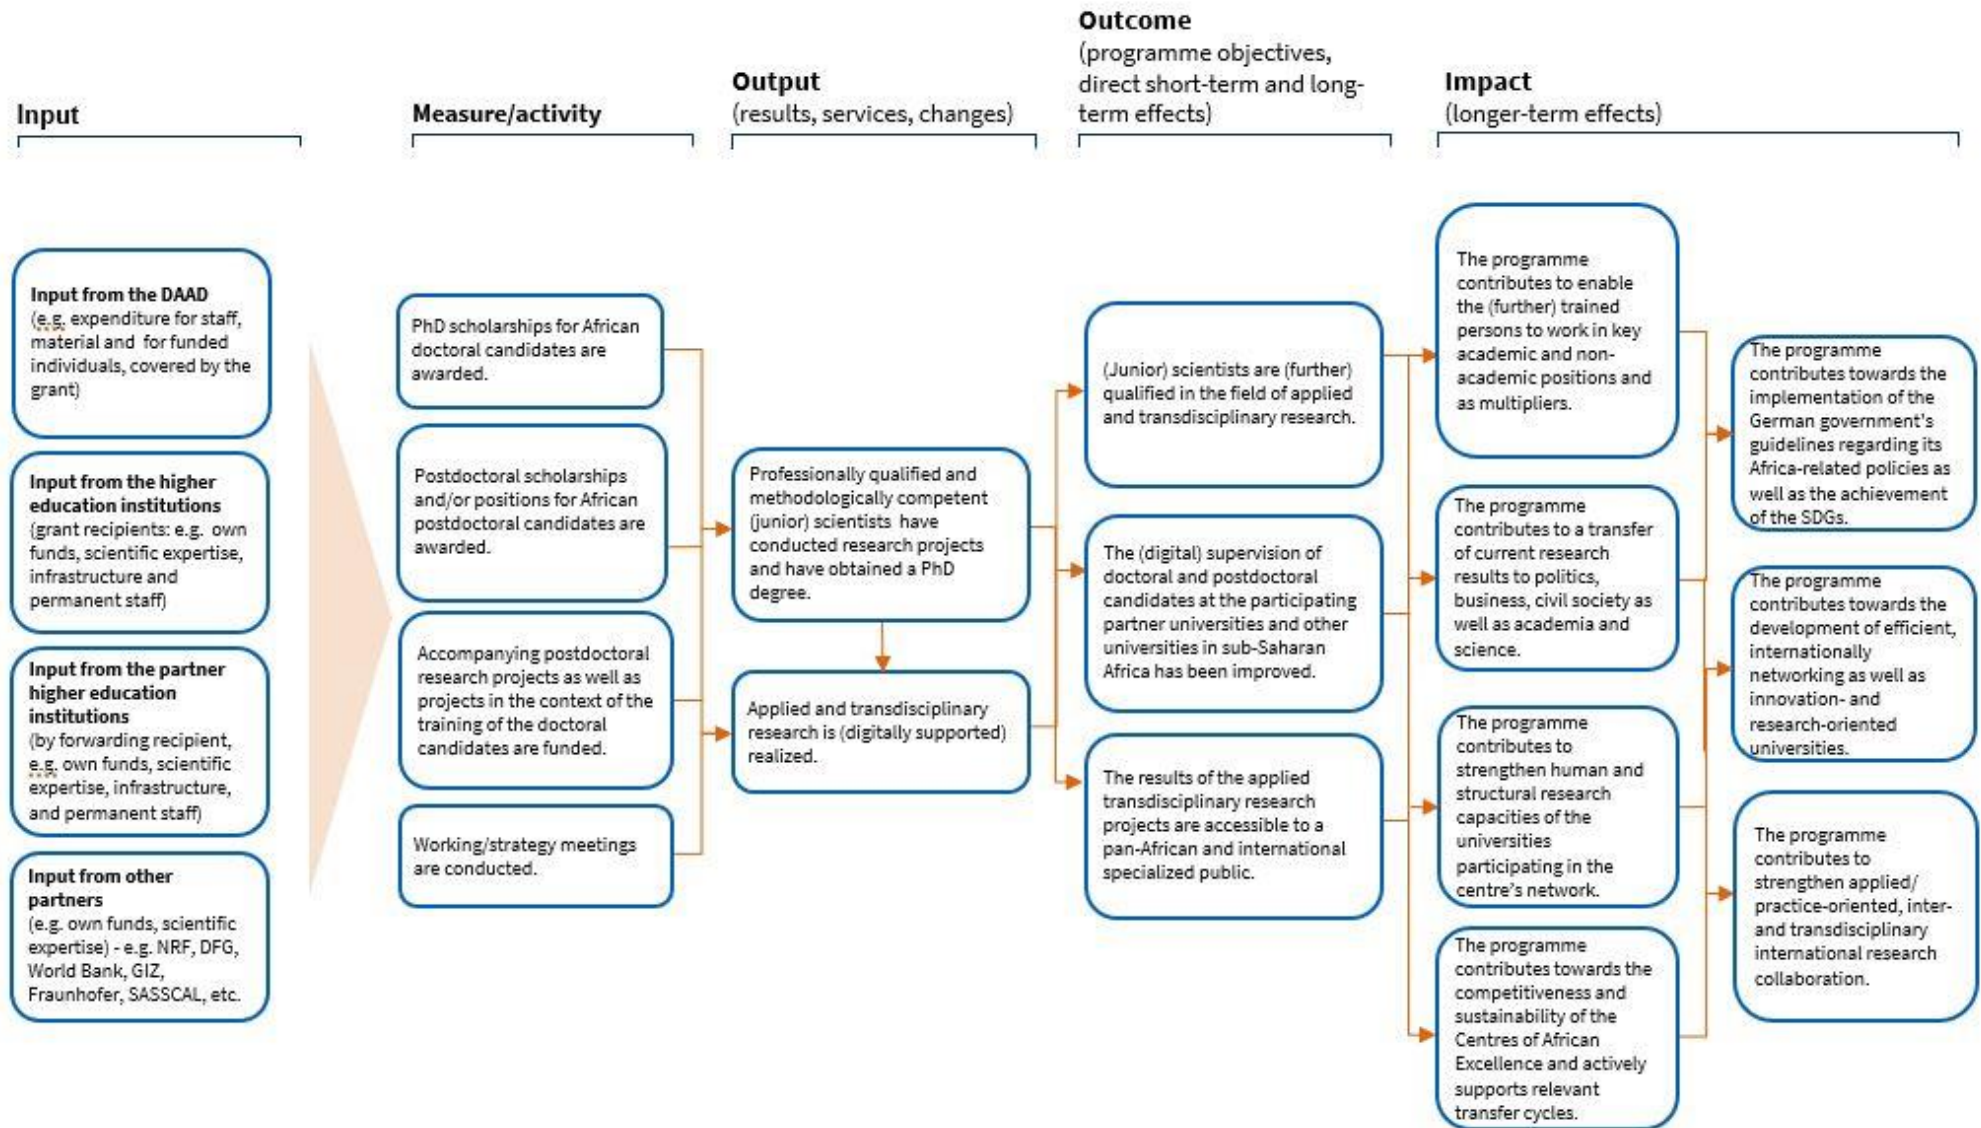 Input
Measure/activity
Output
(results, services, changes)
Outcome
(programme objectives,
direct short-term and long-
term effects)
Impact
(longer-term effects)
Input from the DAAD
(e.g. expenditure for staff,
material and for funded
individuals, covered by the
grant)
Input from the higher
education institutions
(grant recipients: e.g. own
funds, scientific expertise,
infrastructure and
permanent staff)
Input from the partner
higher education
institutions
(by forwarding recipient,
e.g. own funds, scientific
expertise, infrastructure,
and permanent staff)
Input from other
partners
(e.g. own funds, scientific
expertise) - e.g. NRF, DFG,
World Bank, GIZ,
Fraunhofer, SASSCAL, etc.
PhD scholarships for African
doctoral candidates are
awarded.
Postdoctoral scholarships
and/or positions for African
postdoctoral candidates are
awarded.
Accompanying postdoctoral
research projects as well as
projects in the context of the
training of the doctoral
candidates are funded.
Working/strategy meetings
are conducted.
Professionally qualified and
methodologically competent
(junior) scientists have
conducted research projects
and have obtained a PhD
degree.
Applied and transdisciplinary
research is (digitally supported)
realized.
(Junior) scientists are (further)
qualified in the field of applied
and transdisciplinary research.
The (digital) supervision of
doctoral and postdoctoral
candidates at the participating
partner universities and other
universities in sub-Saharan
Africa has been improved.
The results of the applied
transdisciplinary research
projects are accessible to a
pan-African and international
specialized public.
The programme
contributes to enable
the (further) trained
persons to work in key
academic and non-
academic positions and
as multipliers.
The programme
contributes to a transfer
of current research
results to politics,
business, civil society as
well as academia and
science.
The programme
contributes to
strengthen human and
structural research
capacities of the
universities
participating in the
centre's network.
The programme
contributes towards the
competitiveness and
sustainability of the
Centres of African
Excellence and actively
supports relevant
transfer cycles.
The programme
contributes towards the
implementation of the
German government's
guidelines regarding its
Africa-related policies as
well as the achievement
of the SDGs.
The programme
contributes towards the
development of efficient,
internationally
networking as well as
innovation- and
research-oriented
universities.
The programme
contributes to
strengthen applied/
practice-oriented, inter-
and transdisciplinary
international research
collaboration.